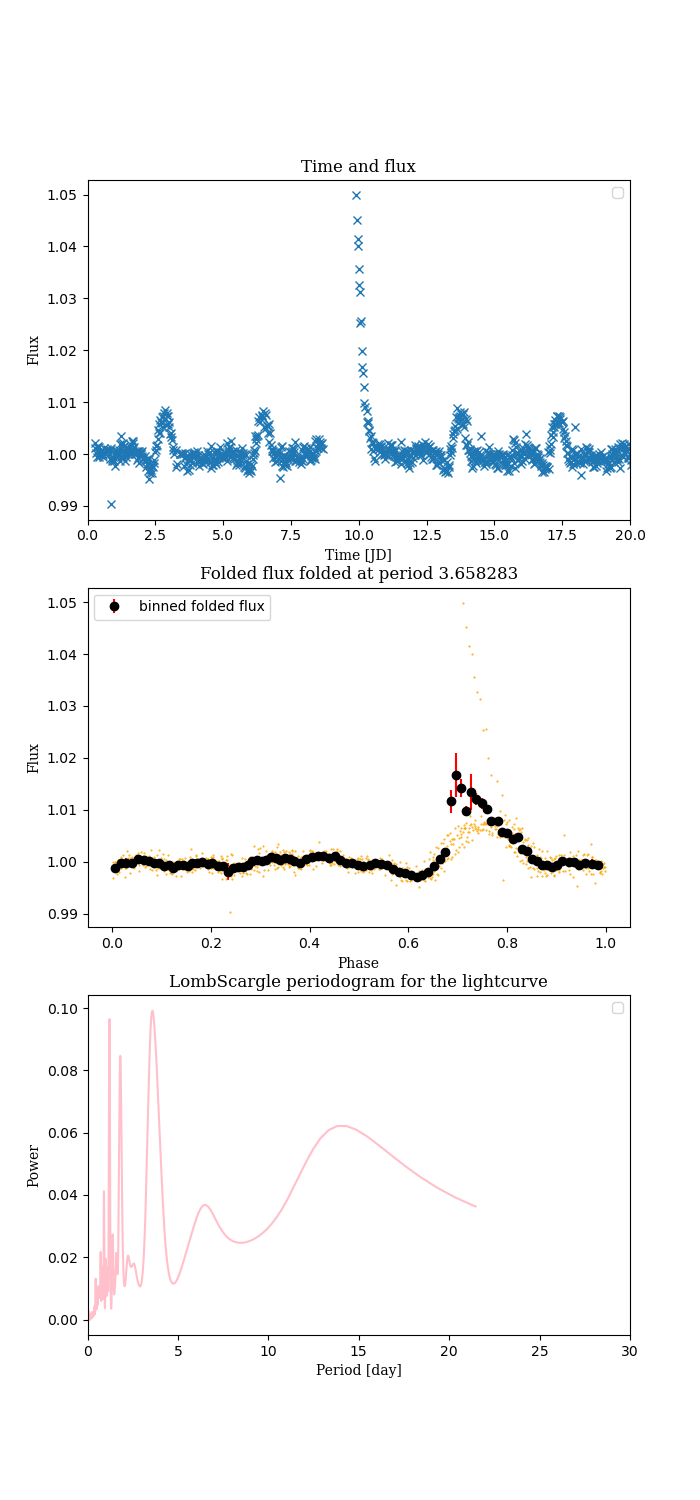 Time and flux
1.05
1.04
1.03
1.02
1.01
1.00
0.99
Flux
0.0 2.5 5.0 7.5 10.0 12.5 15.0 17.5 20.0
Time [JD]
Folded flux folded at period 3.658283
binned folded flux
1.05
1.04
1.03
1.02
1.01
1.00
0.99
Flux
0.0 0.2 0.4 0.6 0.8 1.0
Phase
LombScargle periodogram for the lightcurve
0.10
0.08
0.06
0.04
0.02
0.00
Power
0 5 10 15 20 25 30
Period [day]